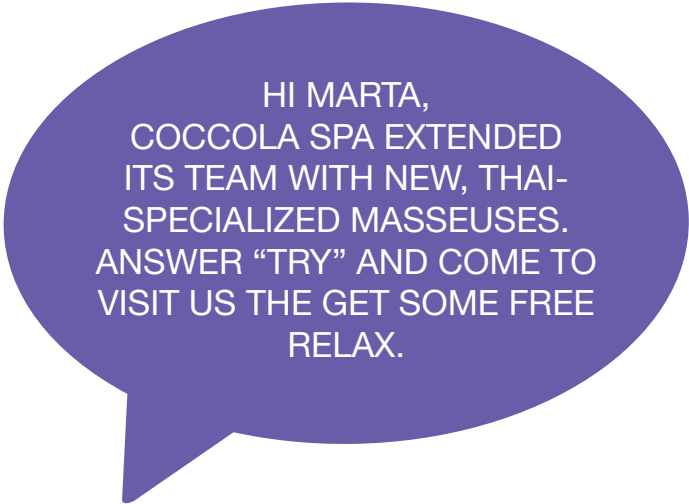 HI MARTA,
COCCOLA SPA EXTENDED
ITS TEAM WITH NEW, THAI-
SPECIALIZED MASSEUSES.
ANSWER “TRY” AND COME TO
VISIT US THE GET SOME FREE
RELAX.